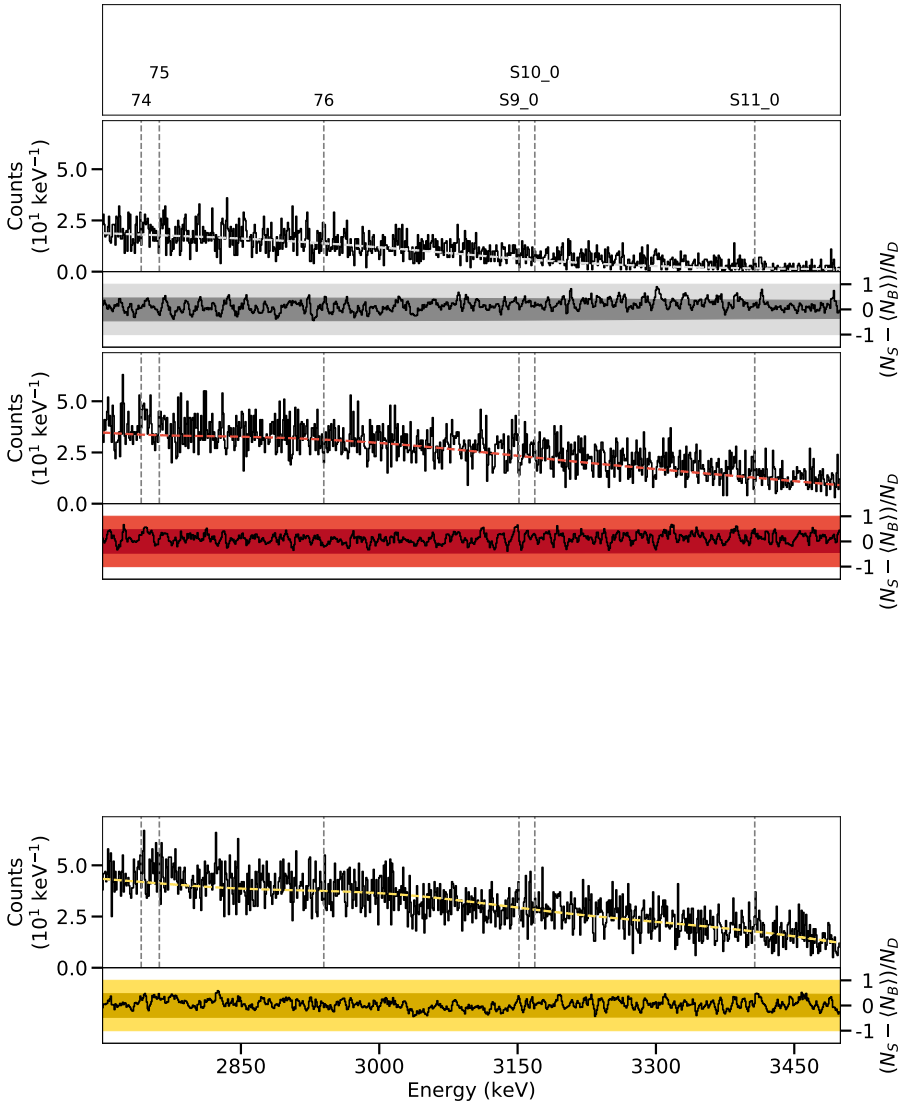 75
S10_0
74
76
S9_0
S11_0
Counts
(10¹ keV⁻¹)
5.0
2.5
0.0
1
0
-1
(N_S − ⟨N_B⟩)/N_D
Counts
(10¹ keV⁻¹)
5.0
2.5
0.0
1
0
-1
(N_S − ⟨N_B⟩)/N_D
Counts
(10¹ keV⁻¹)
5.0
2.5
0.0
1
0
-1
(N_S − ⟨N_B⟩)/N_D
2850
3000
3150
3300
3450
Energy (keV)